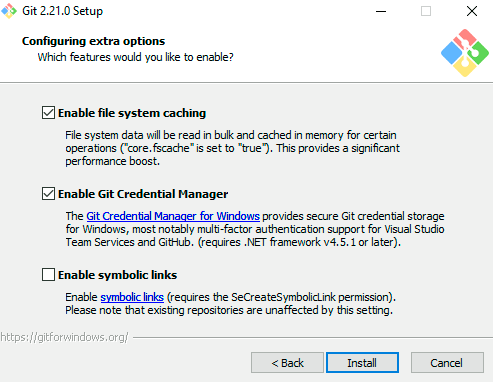 Git 2.21.0 Setup
Configuring extra options
Which features would you like to enable?
Enable file system caching
File system data will be read in bulk and cached in memory for certain
operations ("core.fscache" is set to "true"). This provides a significant
performance boost.
Enable Git Credential Manager
The Git Credential Manager for Windows provides secure Git credential storage
for Windows, most notably multi-factor authentication support for Visual Studio
Team Services and GitHub. (requires .NET framework v4.5.1 or later).
Enable symbolic links
Enable symbolic links (requires the SeCreateSymbolicLink permission).
Please note that existing repositories are unaffected by this setting.
https://gitforwindows.org/
< Back Install Cancel